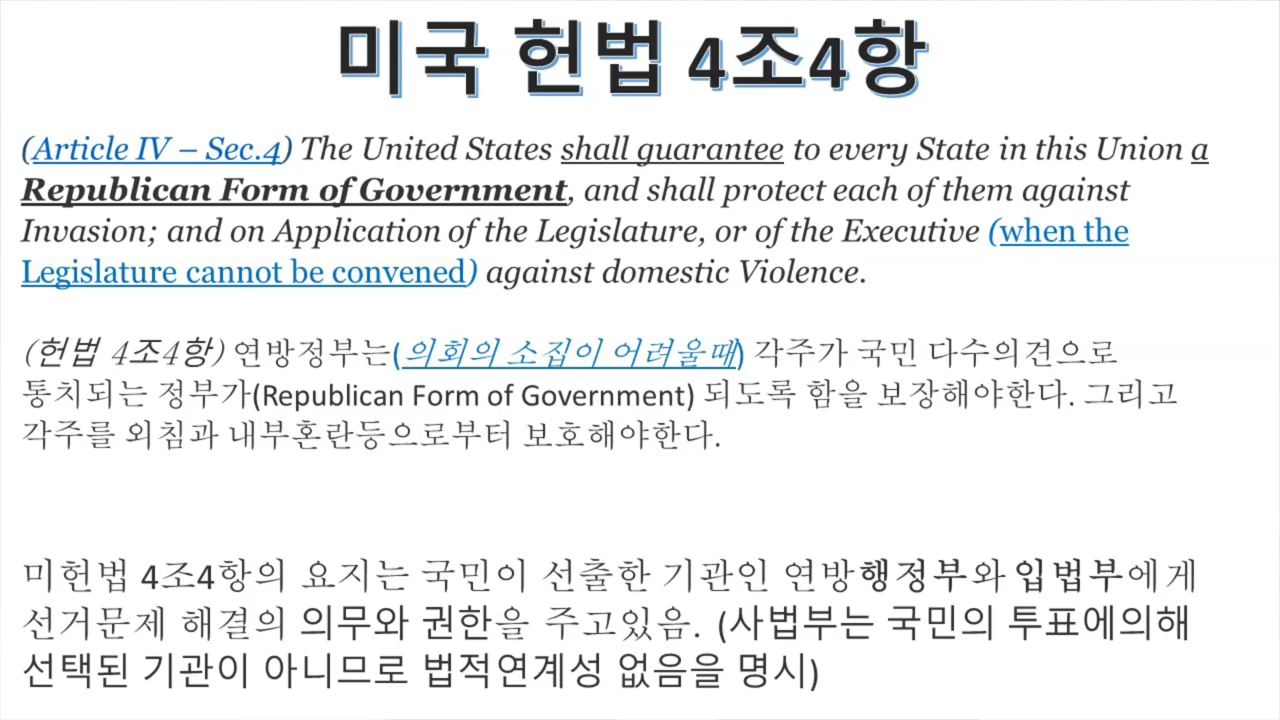 미국 헌법 4조4항
(Article IV – Sec.4) The United States shall guarantee to every State in this Union a
Republican Form of Government, and shall protect each of them against
Invasion; and on Application of the Legislature, or of the Executive (when the
Legislature cannot be convened) against domestic Violence.
(헌법 4조4항) 연방정부는(의회의 소집이 어려울때) 각주가 국민 다수의견으로
통치되는 정부가(Republican Form of Government) 되도록 함을 보장해야한다. 그리고
각주를 외침과 내부혼란등으로부터 보호해야한다.
미헌법 4조4항의 요지는 국민이 선출한 기관인 연방행정부와 입법부에게
선거문제 해결의 의무와 권한을 주고있음. (사법부는 국민의 투표에의해
선택된 기관이 아니므로 법적연계성 없음을 명시)